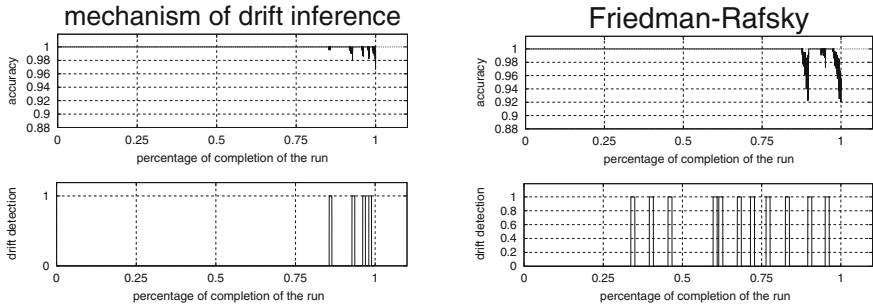 mechanism of drift inference
1
0.98
0.96
0.94
0.92
0.9
0.88
accuracy
0 0.25 0.5 0.75 1
percentage of completion of the run
1
0
drift detection
0 0.25 0.5 0.75 1
percentage of completion of the run
Friedman-Rafsky
1
0.98
0.96
0.94
0.92
0.9
0.88
accuracy
0 0.25 0.5 0.75 1
percentage of completion of the run
1
0.8
0.6
0.4
0.2
0
drift detection
0 0.25 0.5 0.75 1
percentage of completion of the run